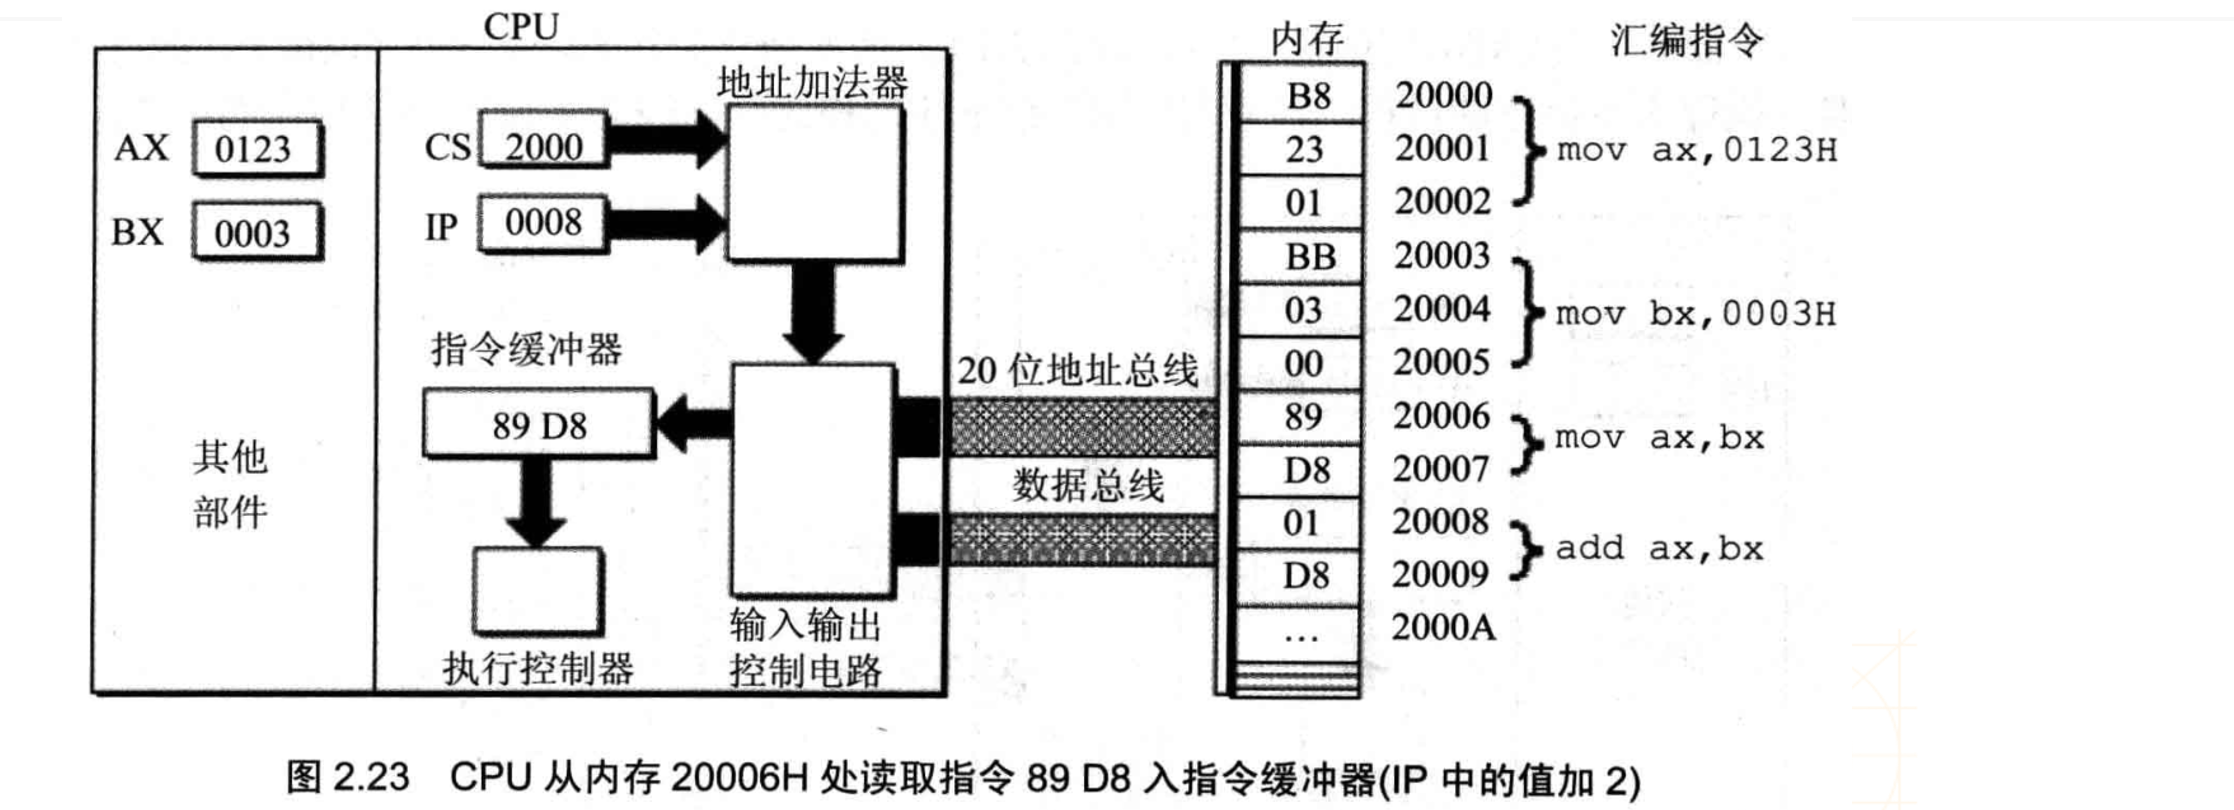 CPU
地址加法器
AX 0123
BX 0003
其他
部件
CS 2000
IP 0008
指令缓冲器
89 D8
执行控制器
输入输出
控制电路
20 位地址总线
数据总线
内存
汇编指令
B8 20000
23 20001 mov ax,0123H
01 20002
BB 20003
03 20004 mov bx,0003H
00 20005
89 20006
mov ax,bx
D8 20007
01 20008
add ax,bx
D8 20009
… 2000A
图 2.23 CPU 从内存 20006H 处读取指令 89 D8 入指令缓冲器(IP 中的值加 2)